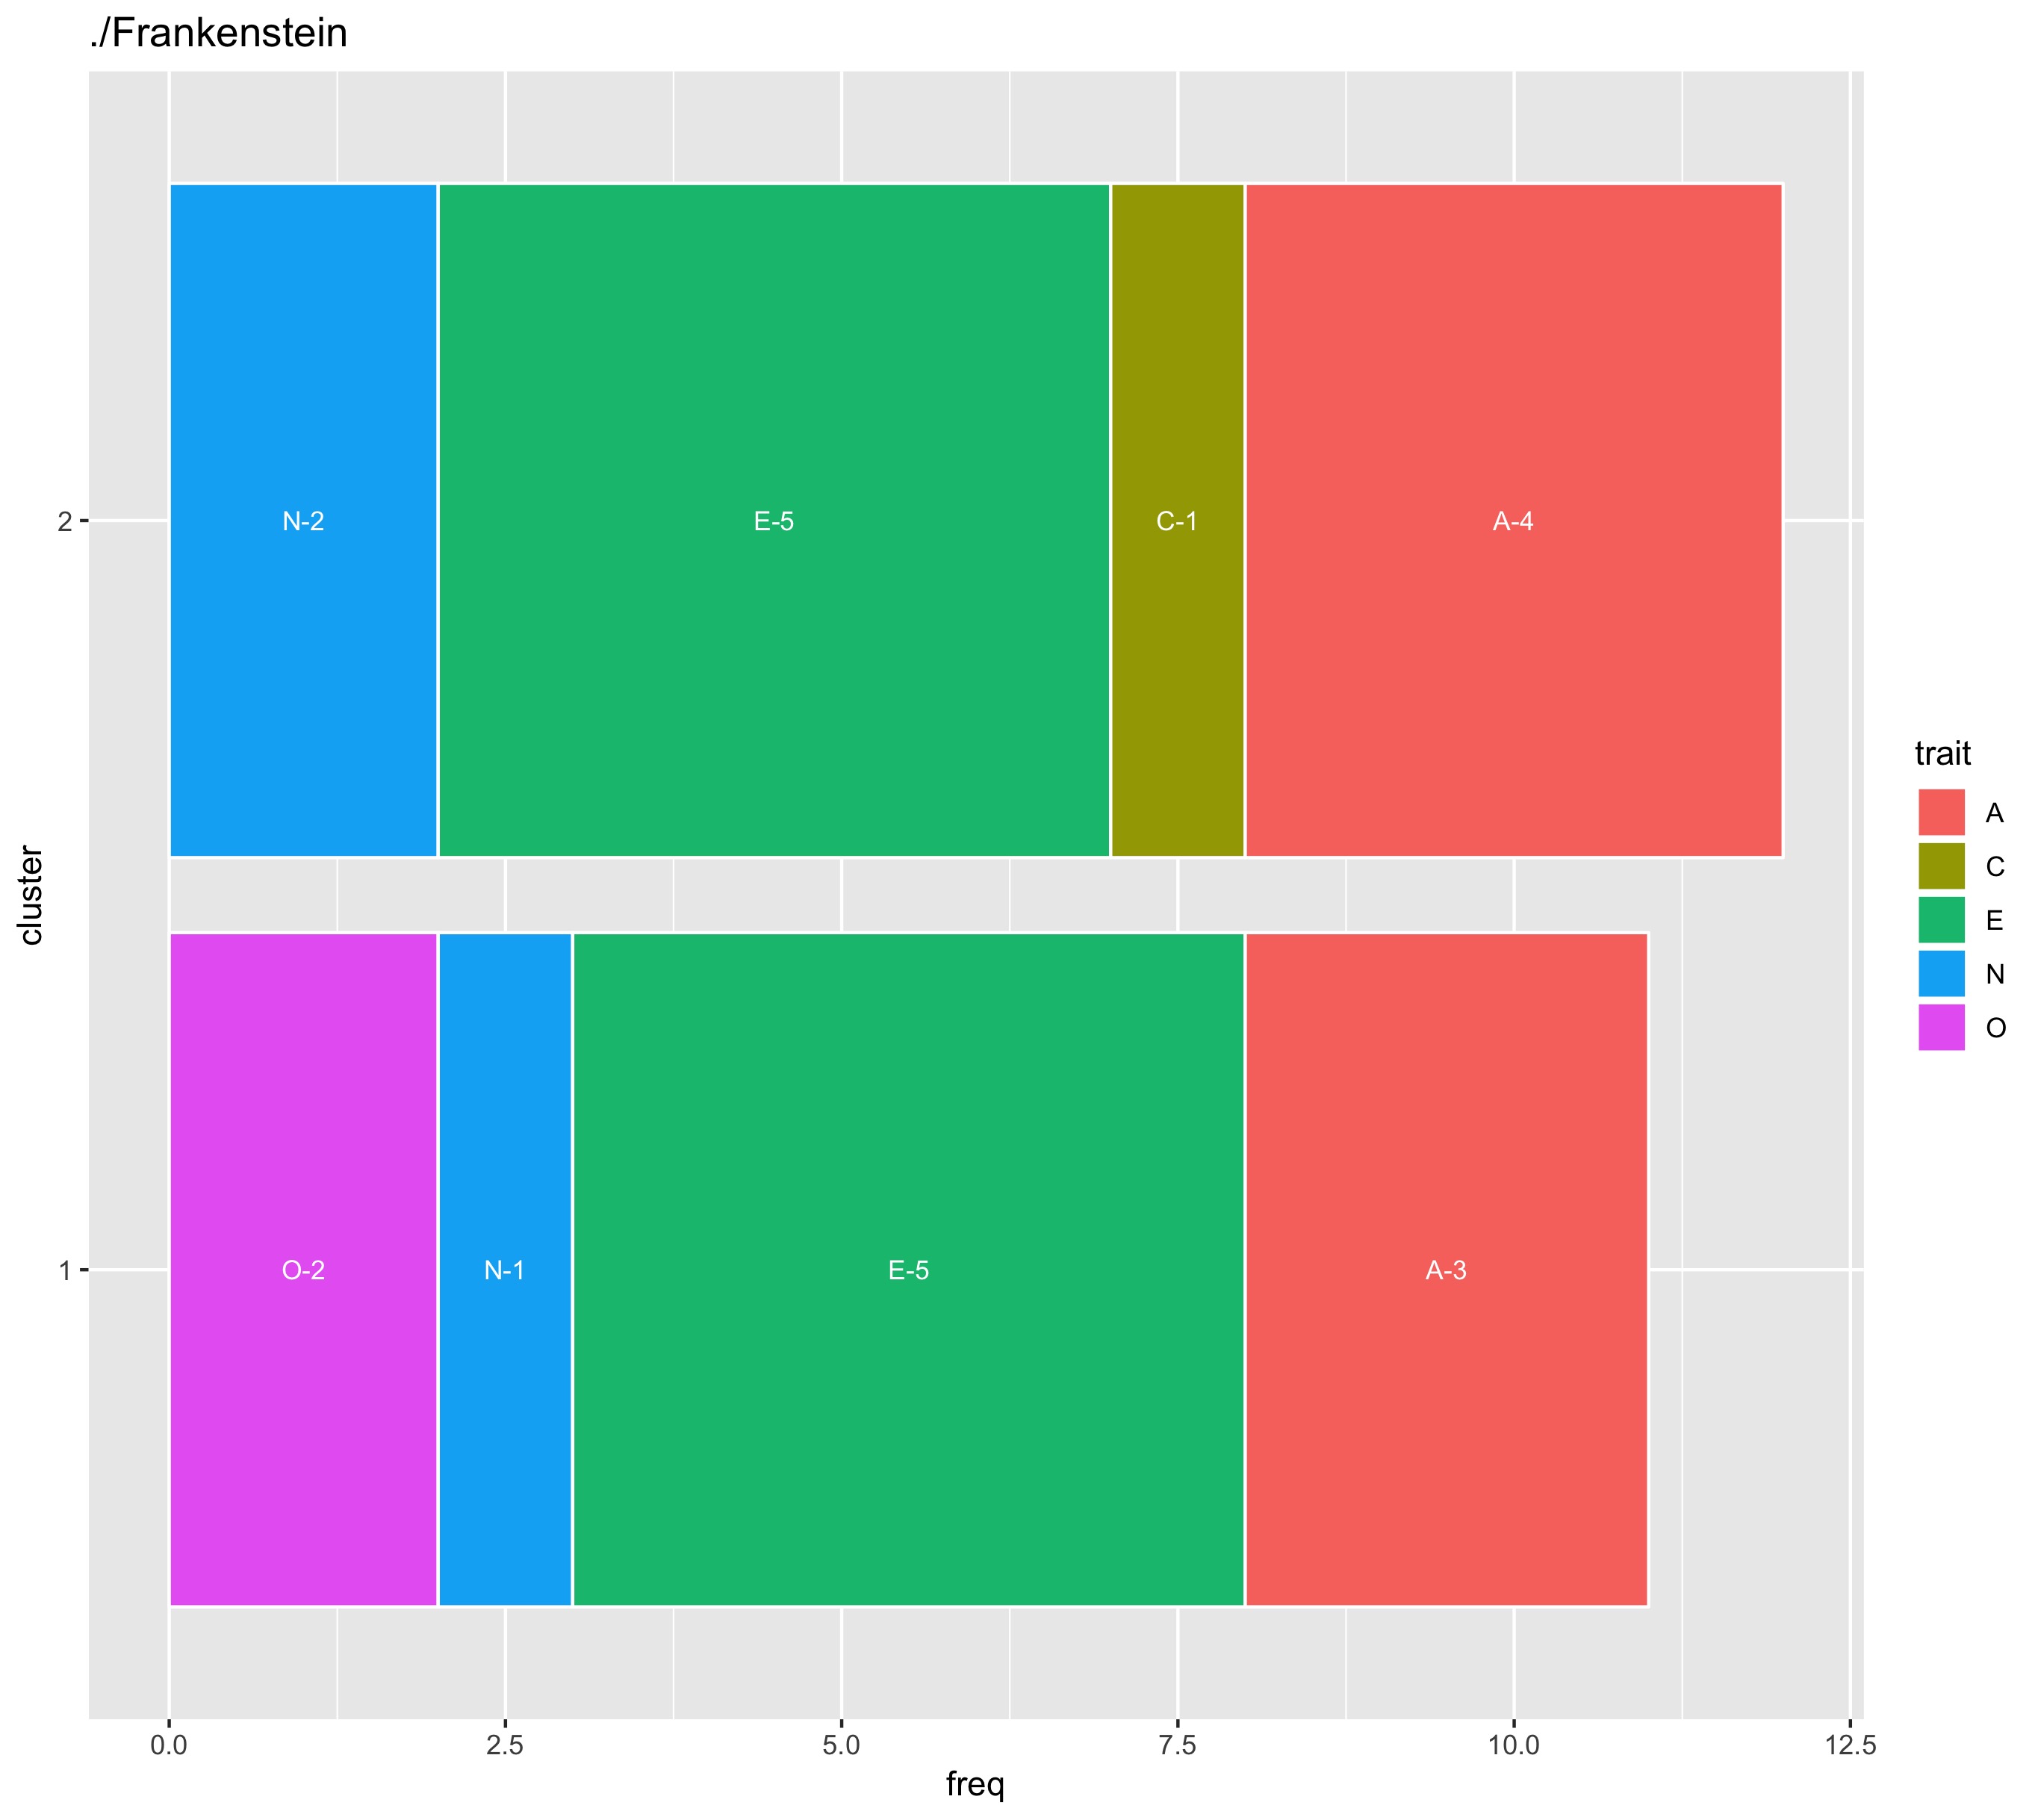 ./Frankenstein
2
N-2 E-5 C-1 A-4
cluster
1
O-2 N-1 E-5 A-3
0.0 2.5 5.0 7.5 10.0 12.5
freq
trait
A
C
E
N
O